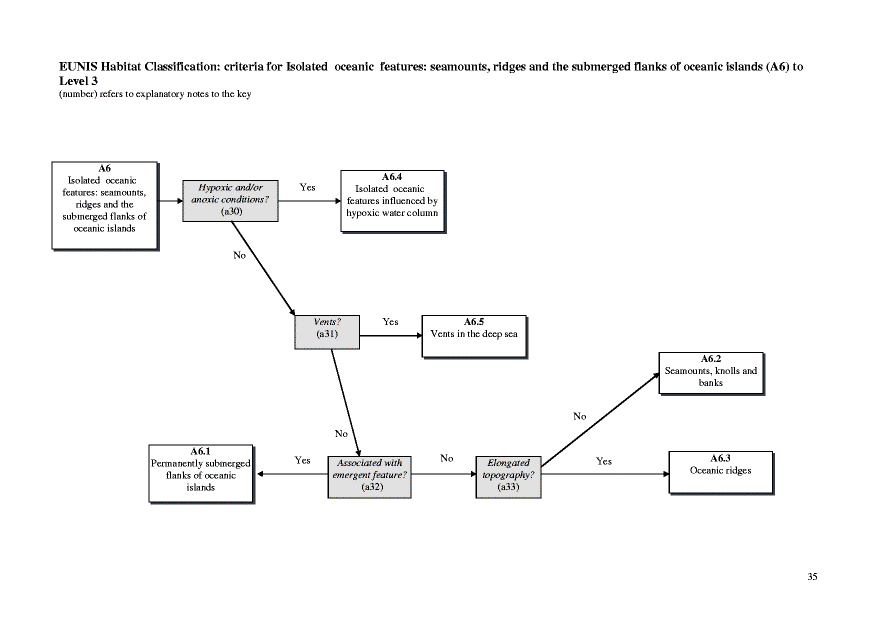 EUNIS Habitat Classification: criteria for Isolated oceanic features: seamounts, ridges and the submerged flanks of oceanic islands (A6) to
Level 3
(number) refers to explanatory notes to the key
A6
Isolated oceanic
features: seamounts,
ridges and the
submerged flanks of
oceanic islands
Hypoxic and/or
anoxic conditions?
(a30)
Yes
A6.4
Isolated oceanic
features influenced by
hypoxic water column
No
Vents?
(a31)
Yes
A6.5
Vents in the deep sea
A6.2
Seamounts, knolls and
banks
No
No
A6.1
Permanently submerged
flanks of oceanic
islands
Yes
Associated with
emergent feature?
(a32)
No
Elongated
topography?
(a33)
Yes
A6.3
Oceanic ridges
35